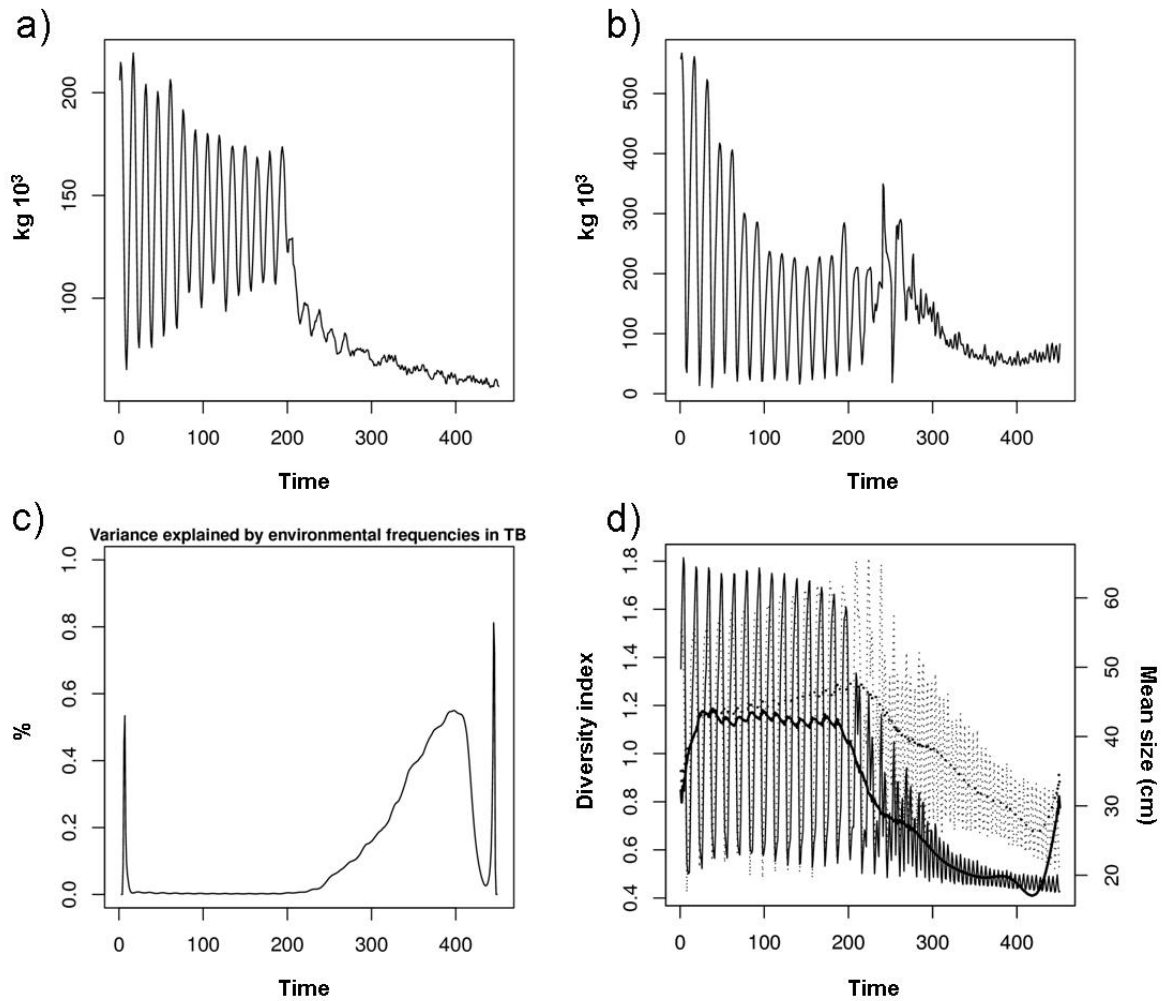 a)
kg 10³
200
150
100
0 100 200 300 400
Time
b)
kg 10³
500
400
300
200
100
0
0 100 200 300 400
Time
c)
Variance explained by environmental frequencies in TB
%
1.0
0.8
0.6
0.4
0.2
0.0
0 100 200 300 400
Time
d)
Diversity index
1.8
1.6
1.4
1.2
1.0
0.8
0.6
0.4
60
50
40
30
20
Mean size (cm)
0 100 200 300 400
Time